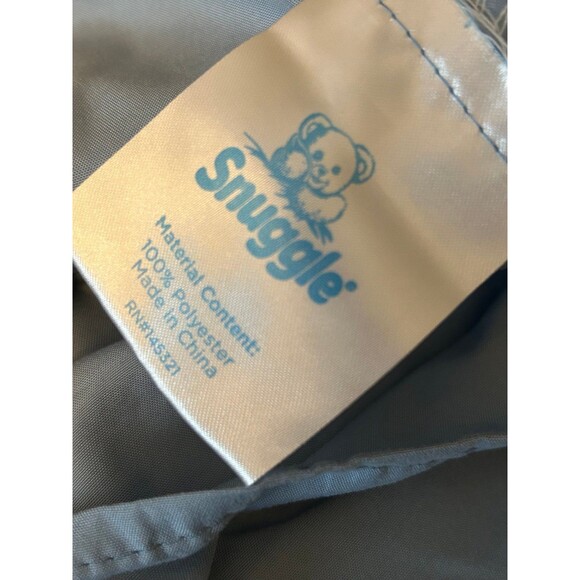 Snuggle®
Material Content:
100% Polyester
Made in China
RN#145321